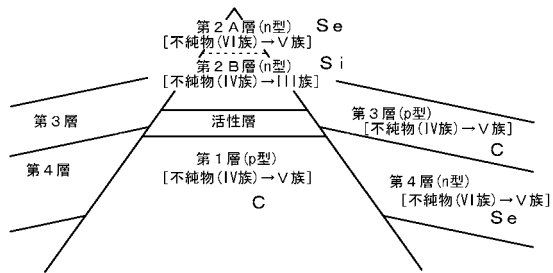 第２Ａ層(n型)
[不純物(VI族)→V族]
Se
第２Ｂ層(n型)
[不純物(IV族)→III族]
Si
第３層
活性層
第３層(p型)
[不純物(IV族)→V族]
C
第４層
第１層(p型)
[不純物(IV族)→V族]
C
第４層(n型)
[不純物(VI族)→V族]
Se